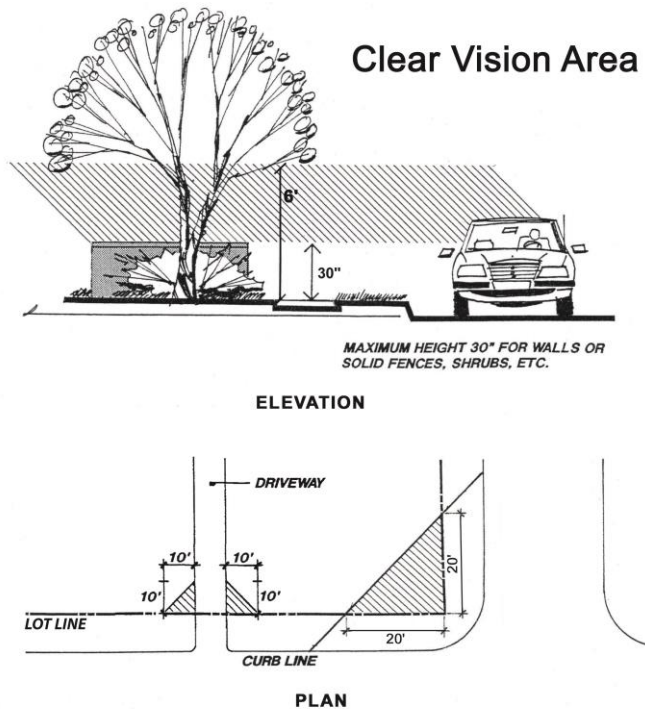 Clear Vision Area
6'
30"
MAXIMUM HEIGHT 30" FOR WALLS OR
SOLID FENCES, SHRUBS, ETC.
ELEVATION
DRIVEWAY
10'
10'
10'
10'
20'
LOT LINE
20'
CURB LINE
PLAN